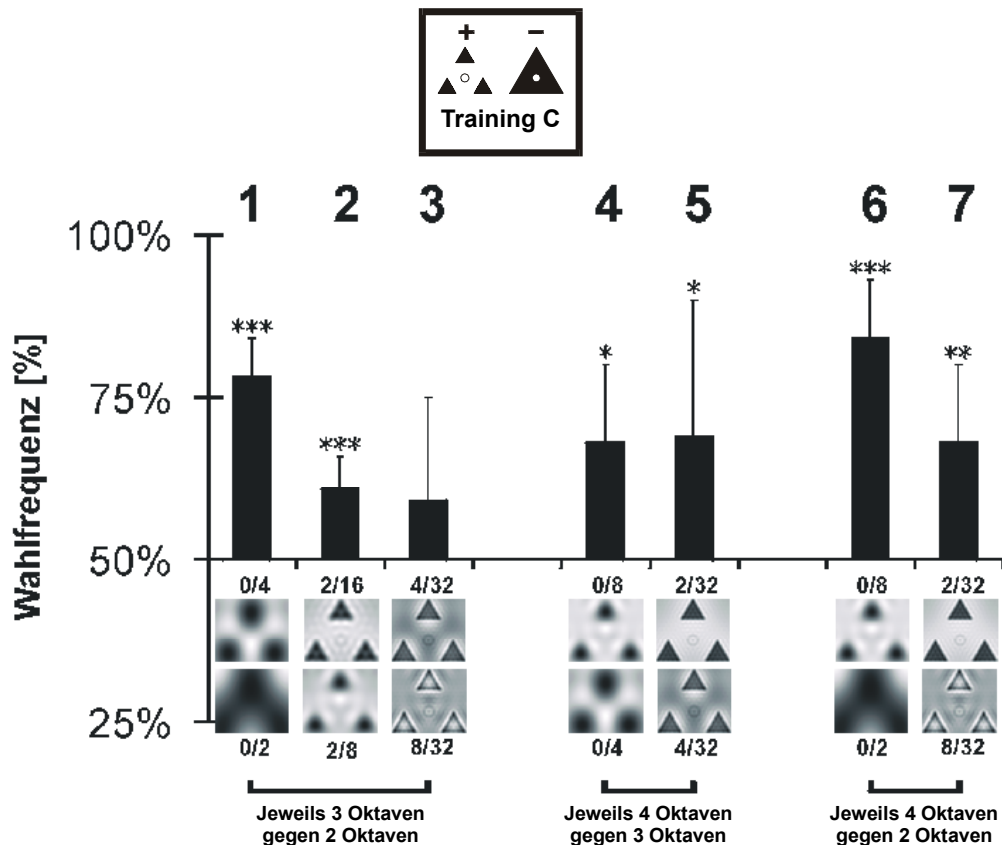 + −
Training C
1 2 3 4 5 6 7
100%
*** *** * * *** **
75%
50%
25%
Wahlfrequenz [%]
0/4 2/16 4/32 0/8 2/32 0/8 2/32
0/2 2/8 8/32 0/4 4/32 0/2 8/32
Jeweils 3 Oktaven
gegen 2 Oktaven
Jeweils 4 Oktaven
gegen 3 Oktaven
Jeweils 4 Oktaven
gegen 2 Oktaven